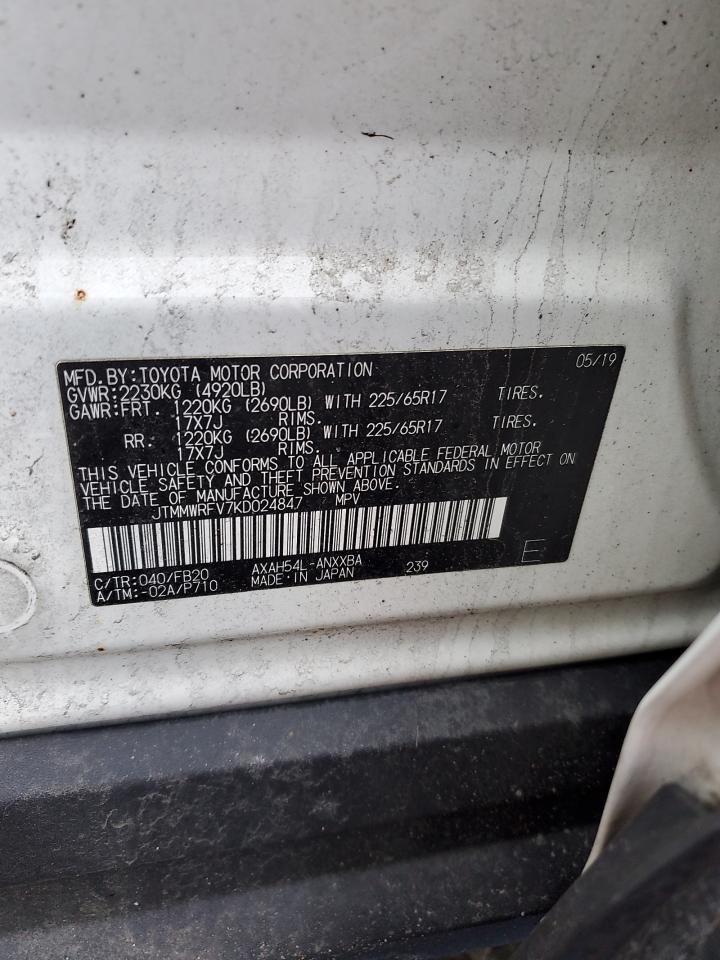 MFD.BY:TOYOTA MOTOR CORPORATION 05/19
GVWR:2230KG (4920LB)
GAWR:FRT. 1220KG (2690LB) WITH 225/65R17 TIRES.
17X7J RIMS.
RR. 1220KG (2690LB) WITH 225/65R17 TIRES.
17X7J RIMS.
THIS VEHICLE CONFORMS TO ALL APPLICABLE FEDERAL MOTOR
VEHICLE SAFETY AND THEFT PREVENTION STANDARDS IN EFFECT ON
THE DATE OF MANUFACTURE SHOWN ABOVE.
JTMMWRFV7KD024847 MPV
C/TR:040/FB20 AXAH54L-ANXXBA 239 E
A/TM:-02A/P710 MADE IN JAPAN